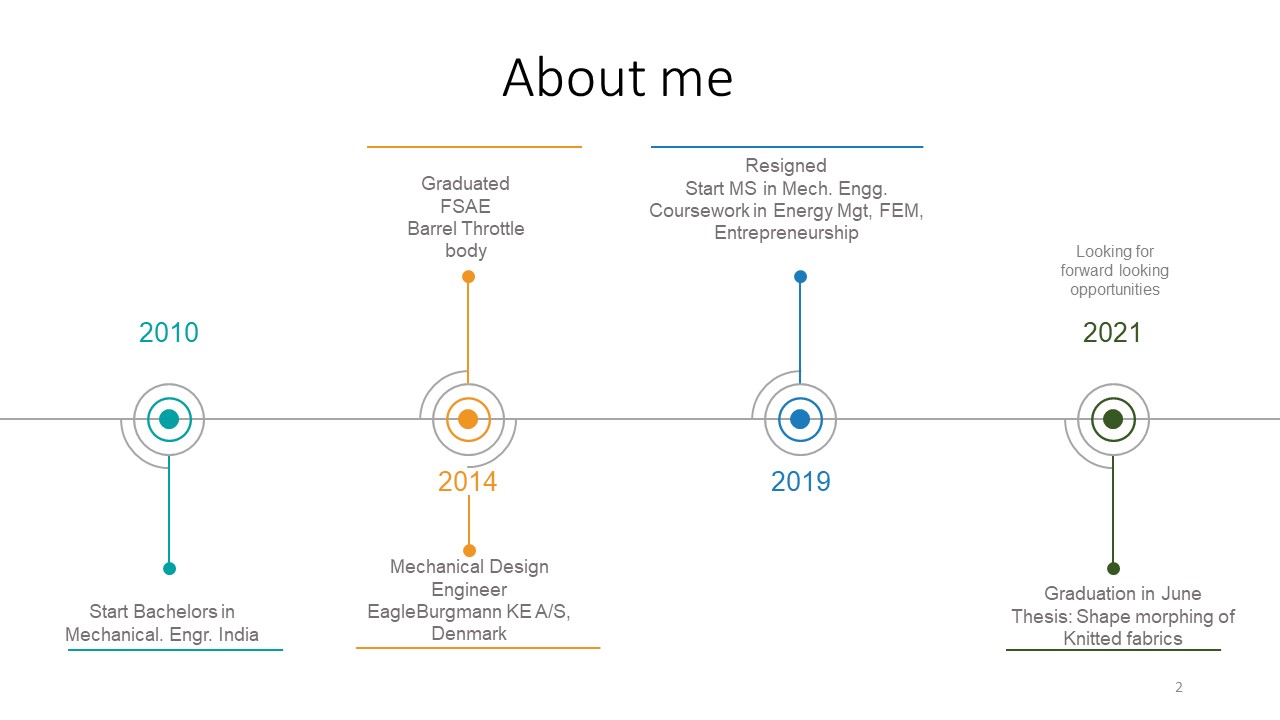 About me
2010
Start Bachelors in
Mechanical. Engr. India
Graduated
FSAE
Barrel Throttle
body
2014
Mechanical Design
Engineer
EagleBurgmann KE A/S,
Denmark
Resigned
Start MS in Mech. Engg.
Coursework in Energy Mgt, FEM,
Entrepreneurship
2019
Looking for
forward looking
opportunities
2021
Graduation in June
Thesis: Shape morphing of
Knitted fabrics
2